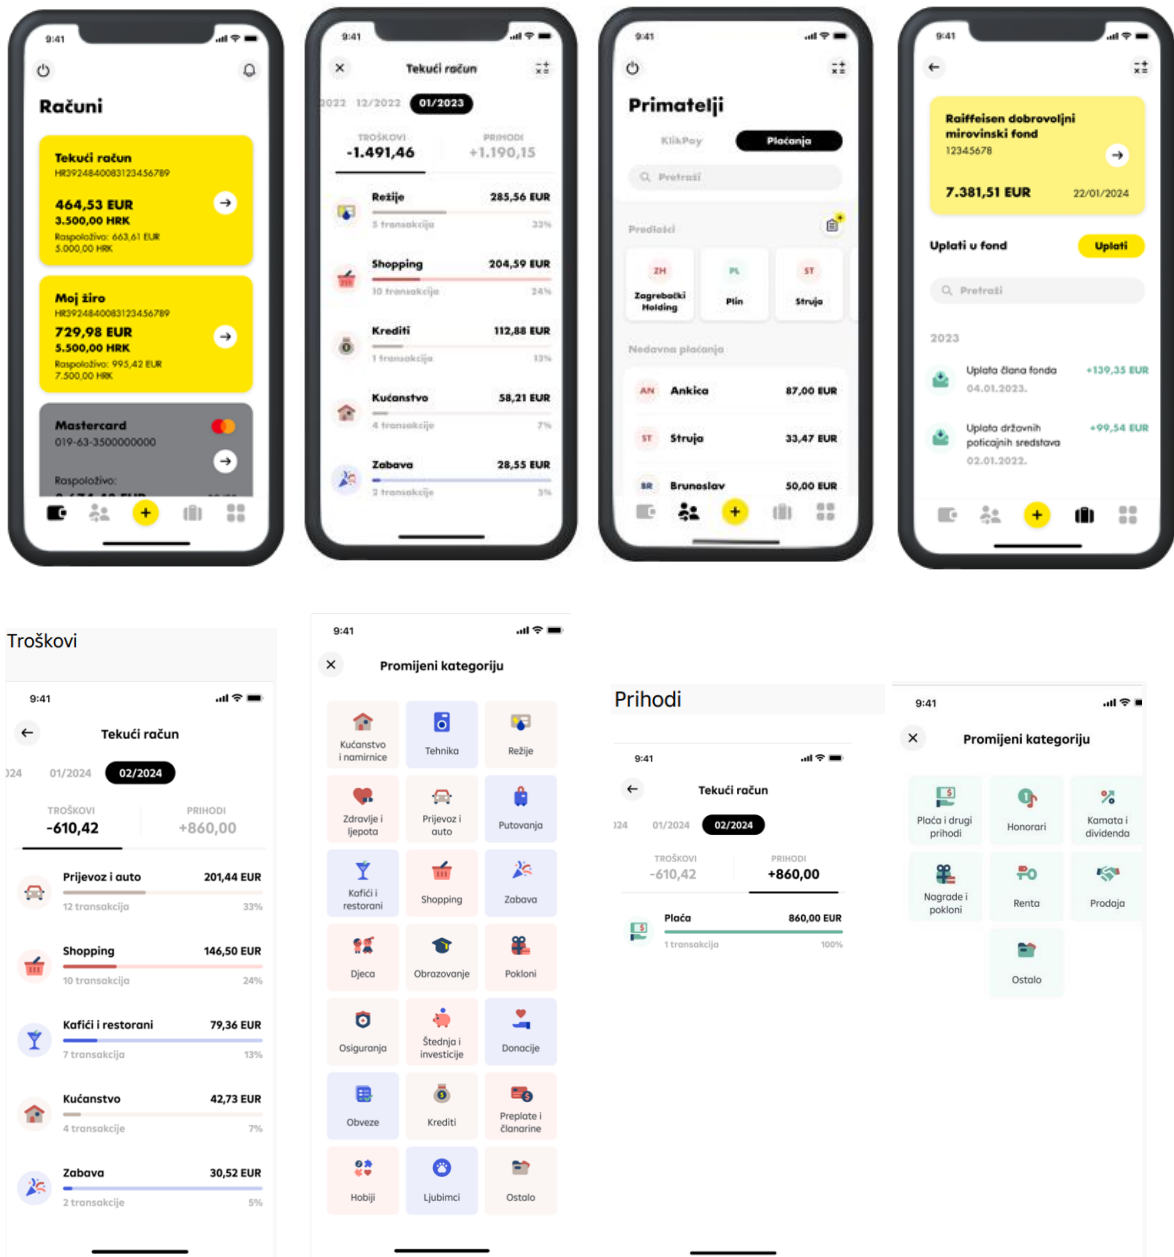 9:41
Računi
Tekući račun
HR3924840083123456789
464,53 EUR
3.500,00 HRK
Raspoloživo: 663,61 EUR
5.000,00 HRK
Moj žiro
HR3924840083123456789
729,98 EUR
5.500,00 HRK
Raspoloživo: 995,42 EUR
7.500,00 HRK
Mastercard
019-63-3500000000
Raspoloživo:
9:41
Tekući račun
2022 12/2022 01/2023
TROŠKOVI PRIHODI
-1.491,46 +1.190,15
Režije 285,56 EUR
5 transakcija 33%
Shopping 204,59 EUR
10 transakcija 24%
Krediti 112,88 EUR
1 transakcija 13%
Kućanstvo 58,21 EUR
4 transakcije 7%
Zabava 28,55 EUR
2 transakcije 3%
9:41
Primatelji
KlikPay Plaćanja
Pretraži
Predlošci
ZH PL ST
Zagrebački Holding Plin Struja
Nedavna plaćanja
AN Ankica 87,00 EUR
ST Struja 33,47 EUR
BR Brunoslav 50,00 EUR
9:41
Raiffeisen dobrovoljni
mirovinski fond
12345678
7.381,51 EUR 22/01/2024
Uplati u fond Uplati
Pretraži
2023
Uplata člana fonda +139,35 EUR
04.01.2023.
Uplata državnih +99,54 EUR
poticajnih sredstava
02.01.2022.
Troškovi
9:41
Tekući račun
024 01/2024 02/2024
TROŠKOVI PRIHODI
-610,42 +860,00
Prijevoz i auto 201,44 EUR
12 transakcija 33%
Shopping 146,50 EUR
10 transakcija 24%
Kafići i restorani 79,36 EUR
7 transakcija 13%
Kućanstvo 42,73 EUR
4 transakcije 7%
Zabava 30,52 EUR
2 transakcije 5%
9:41
Promijeni kategoriju
Kućanstvo i namirnice Tehnika Režije
Zdravlje i ljepota Prijevoz i auto Putovanja
Kafići i restorani Shopping Zabava
Djeca Obrazovanje Pokloni
Osiguranja Štednja i investicije Donacije
Obveze Krediti Preplate i članarine
Hobiji Ljubimci Ostalo
Prihodi
9:41
Tekući račun
024 01/2024 02/2024
TROŠKOVI PRIHODI
-610,42 +860,00
Plaća 860,00 EUR
1 transakcija 100%
9:41
Promijeni kategoriju
Plaća i drugi prihodi Honorari Kamata i dividenda
Nagrade i pokloni Renta Prodaja
Ostalo